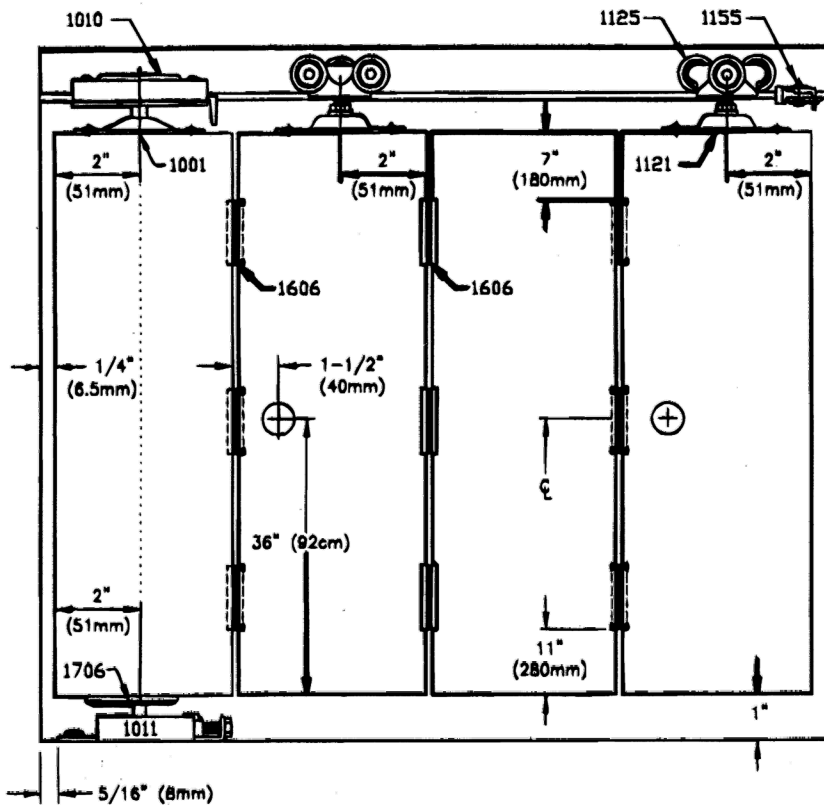 1010
1125
1155
2"
(51mm)
1001
2"
(51mm)
7"
(180mm)
1121
2"
(51mm)
1606
1606
1/4"
(6.5mm)
1-1/2"
(40mm)
℄
36" (92cm)
2"
(51mm)
11"
(280mm)
1706
1"
1011
5/16" (8mm)